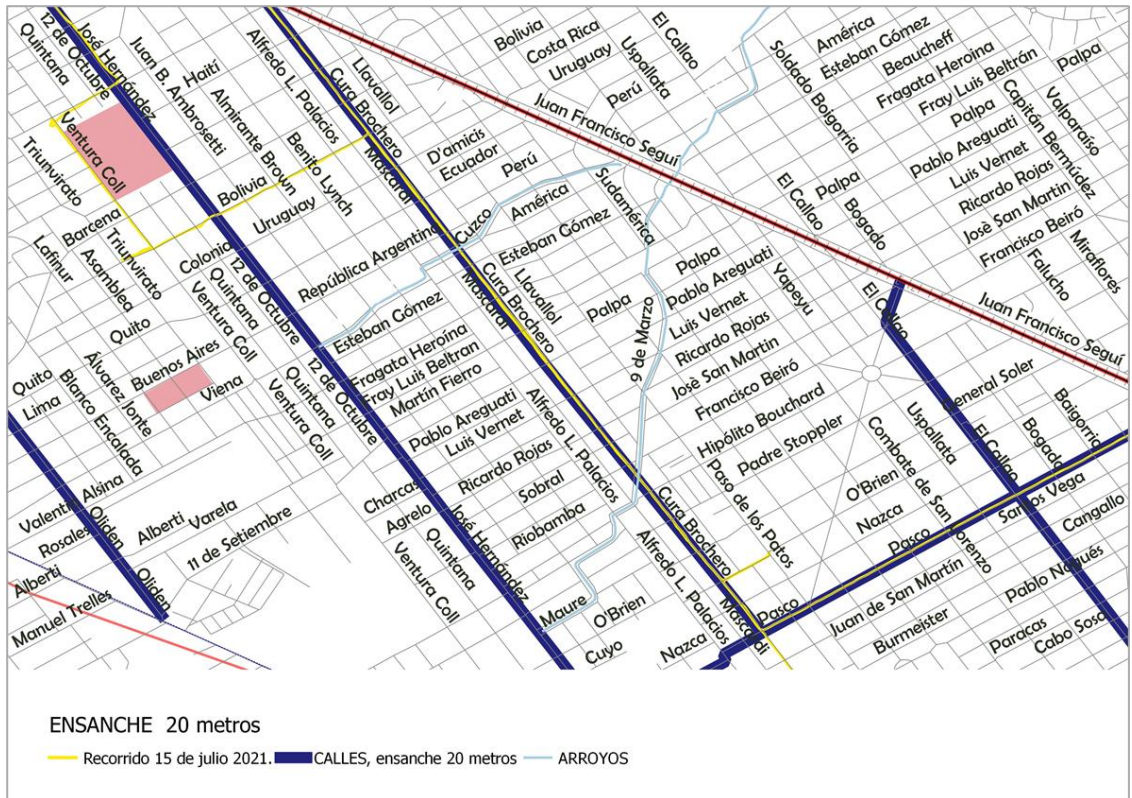 12 de Octubre
Quintana
José Hernández
Juan B. Ambrosetti
Haití
Almirante Brown
Benito Lynch
Alfredo L. Palacios
Llavallol
Cura Brochero
Mascardi
Bolivia
Costa Rica
Uruguay
Uspallata
El Callao
Perú
Juan Francisco Seguí
América
Esteban Gómez
Beaucheff
Fragata Heroina
Fray Luis Beltrán
Palpa
Soldado Baigorria
Palpa
Capitán Bermúdez
Valparaíso
Pablo Areguati
Luis Vernet
Ricardo Rojas
Josè San Martin
Francisco Beiró
Falucho
Miraflores
Ventura Coll
Triunvirato
D'amicis
Ecuador
Perú
América
Sudamérica
El Callao
Palpa
Bogado
Bolivia
Uruguay
Barcena
Triunvirato
Asamblea
Lafinur
Colonia
República Argentina
Cuzco
Esteban Gómez
12 de Octubre
Quintana
Ventura Coll
Cura Brochero
Llavallol
Mascardi
Palpa
Palpa
Pablo Areguati
Yapeyu
Luis Vernet
Ricardo Rojas
Josè San Martin
Francisco Beiró
9 de Marzo
El Callao
Juan Francisco Seguí
Quito
Buenos Aires
Viena
Alvarez Jonte
Blanco Encalada
Quito
Lima
Esteban Gómez
Fragata Heroína
Fray Luis Beltran
Martín Fierro
Pablo Areguati
Luis Vernet
12 de Octubre
Quintana
Ventura Coll
Alfredo L. Palacios
Hipólito Bouchard
Padre Stoppler
General Soler
Uspallata
El Callao
Bogado
Baigorria
Combate de San Lorenzo
O'Brien
Nazca
Paso de los Patos
Santos Vega
Cangallo
Valentín Alsina
Oliden
Alberti
Varela
Rosales
11 de Setiembre
Oliden
Alberti
Manuel Trelles
Charcas
Agrelo
Ricardo Rojas
Sobral
Riobamba
José Hernández
Quintana
Ventura Coll
Cura Brochero
Alfredo L. Palacios
Mascardi
Maure
O'Brien
Cuyo
Nazca
Pasco
Pasco
Juan de San Martín
Burmeister
Pablo Nogués
Paracas
Cabo Sosa
ENSANCHE 20 metros
Recorrido 15 de julio 2021. CALLES, ensanche 20 metros ARROYOS